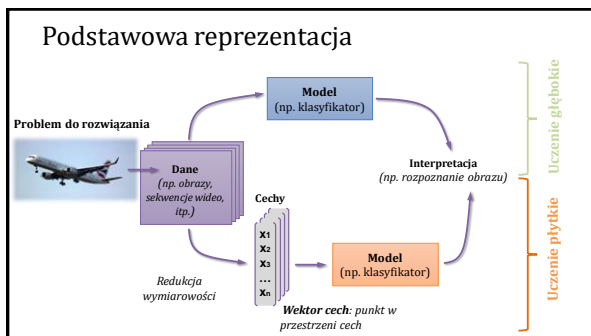 Podstawowa reprezentacja
Problem do rozwiązania
Dane
(np. obrazy,
sekwencje wideo,
itp.)
Model
(np. klasyfikator)
Cechy
x1
x2
x3
...
xn
Redukcja
wymiarowości
Wektor cech: punkt w
przestrzeni cech
Model
(np. klasyfikator)
Interpretacja
(np. rozpoznanie obrazu)
Uczenie głębokie
Uczenie płytkie